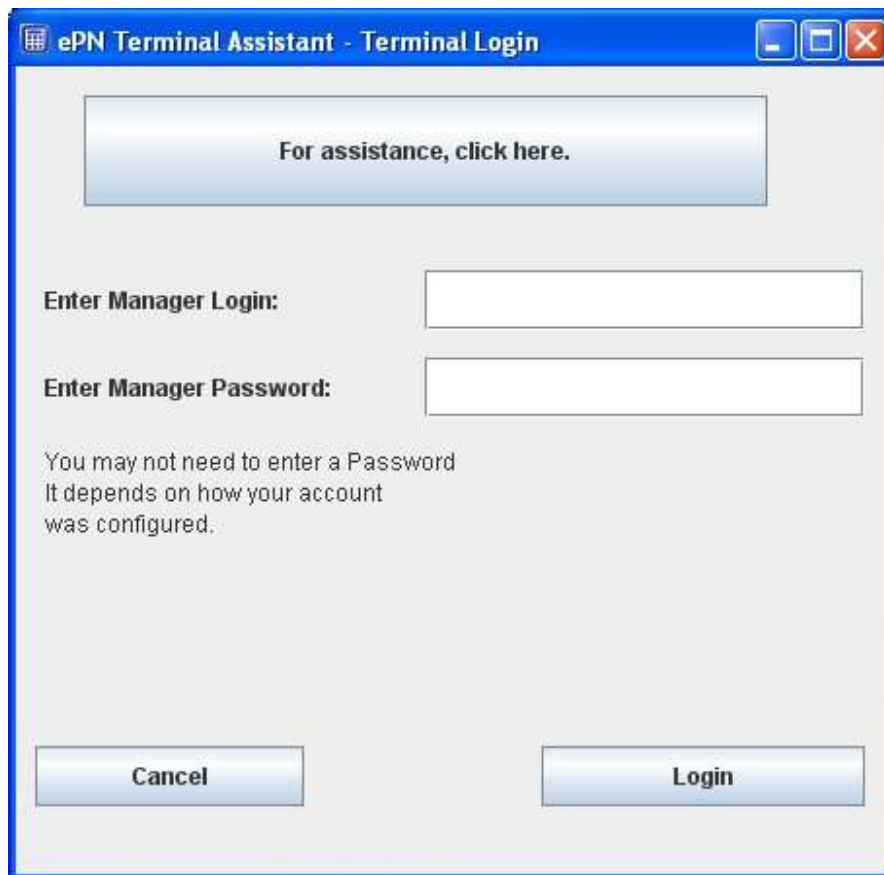 ePN Terminal Assistant - Terminal Login
For assistance, click here.
Enter Manager Login:
Enter Manager Password:
You may not need to enter a Password
It depends on how your account
was configured.
Cancel
Login